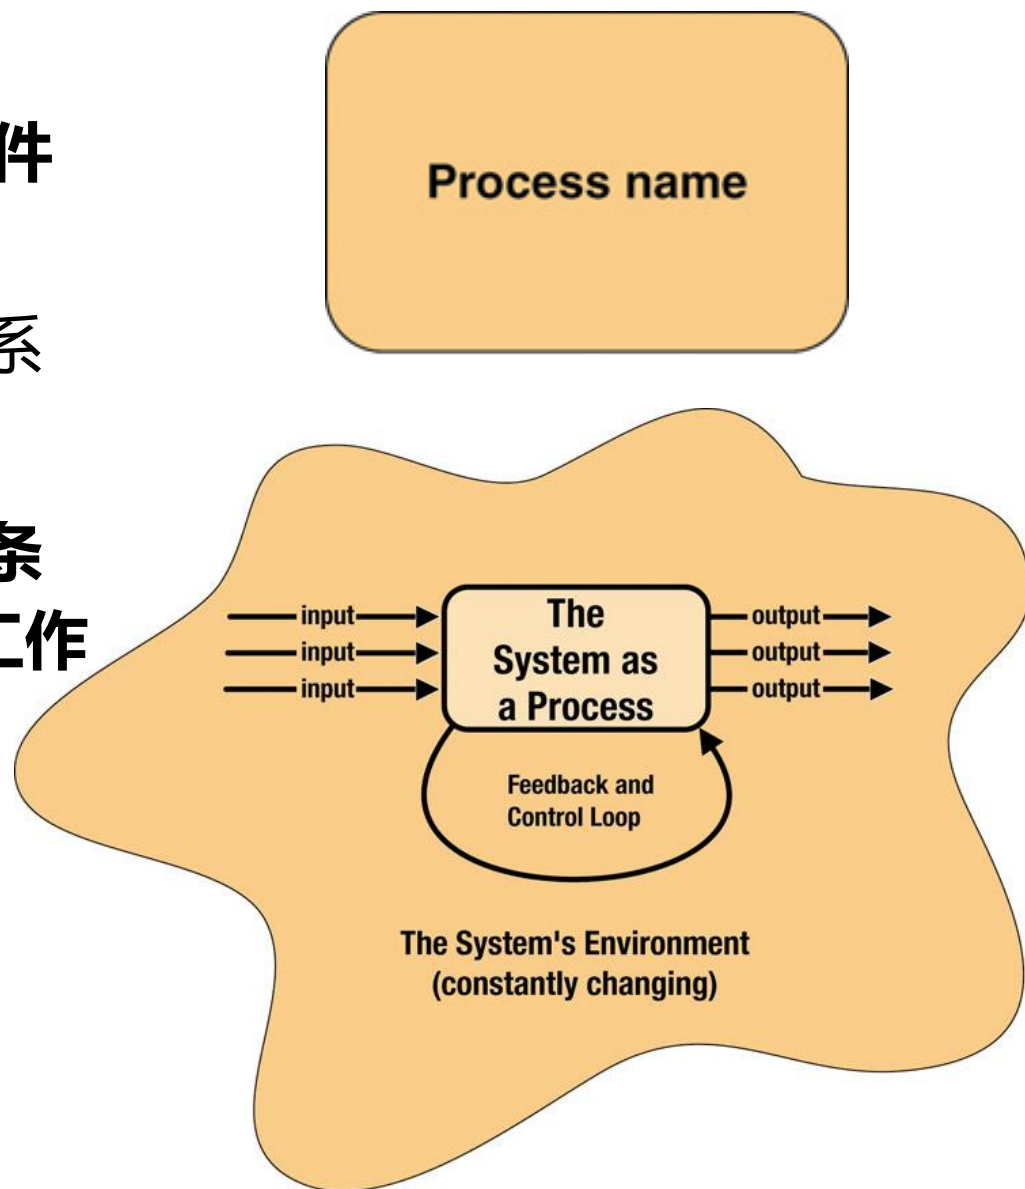 件
系
条
工作
Process name
input
input
input
The
System as
a Process
output
output
output
Feedback and
Control Loop
The System's Environment
(constantly changing)